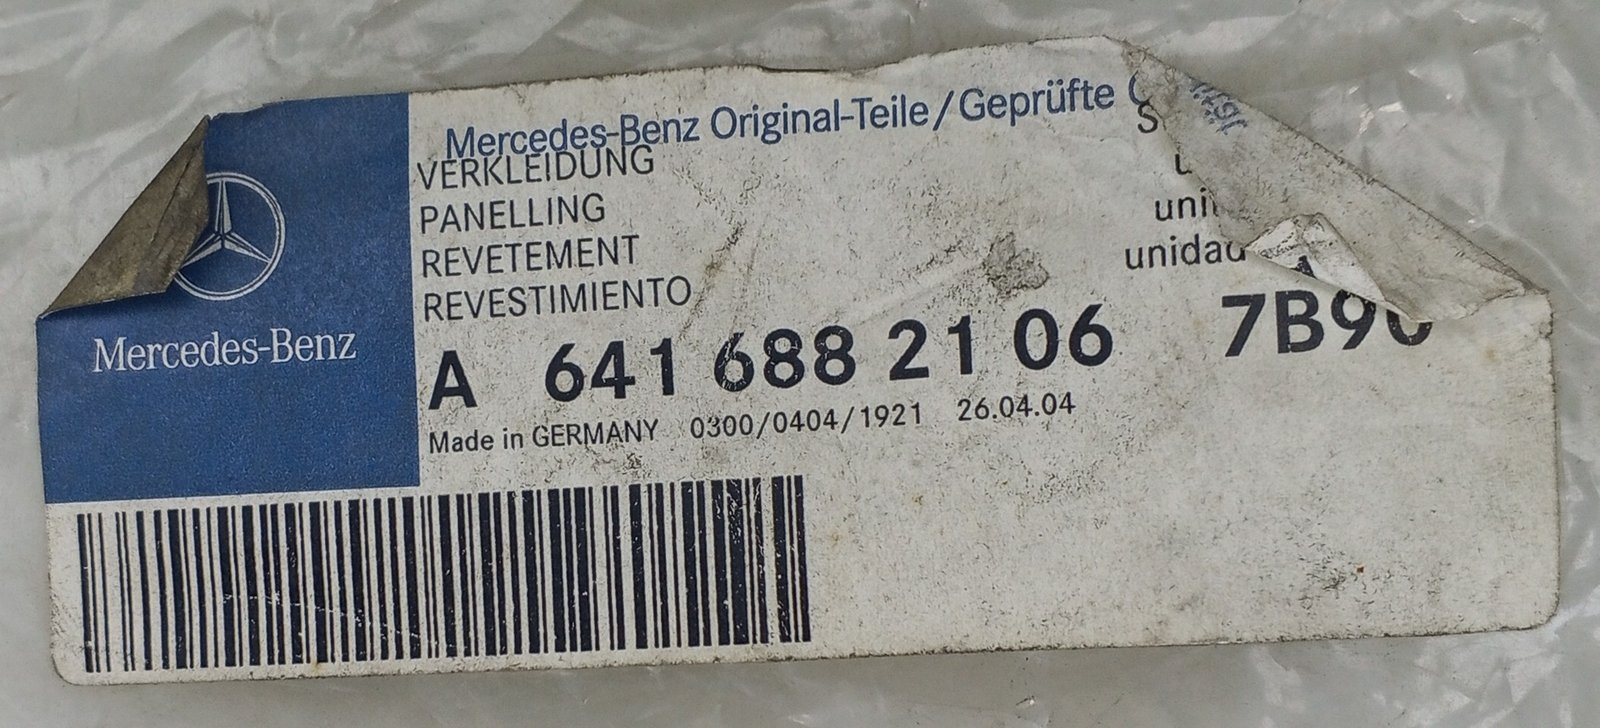 Mercedes-Benz Original-Teile/Geprüfte
VERKLEIDUNG
PANELLING
REVETEMENT
REVESTIMIENTO
A 641 688 21 06
Made in GERMANY 0300/0404/1921 26.04.04
Mercedes-Benz